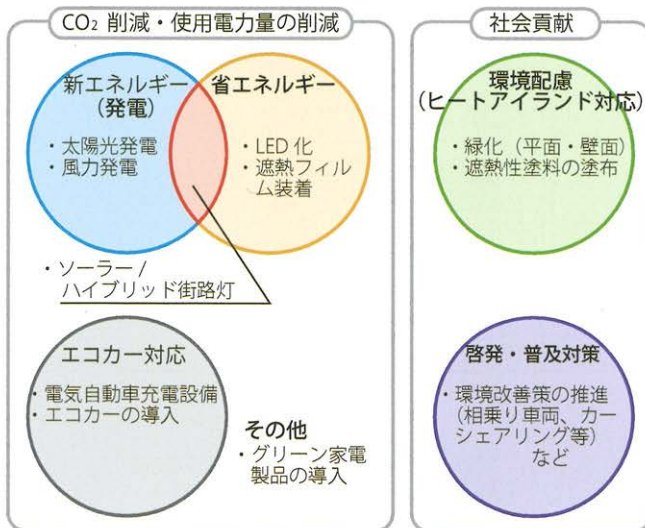 CO₂ 削減・使用電力量の削減
新エネルギー
(発電)
・太陽光発電
・風力発電
省エネルギー
・LED 化
・遮熱フィル
ム装着
・ソーラー /
ハイブリッド街路灯
エコカー対応
・電気自動車充電設備
・エコカーの導入
その他
・グリーン家電
製品の導入
社会貢献
環境配慮
(ヒートアイランド対応)
・緑化（平面・壁面）
・遮熱性塗料の塗布
啓発・普及対策
・環境改善策の推進
(相乗り車両、カー
シェアリング等)
など